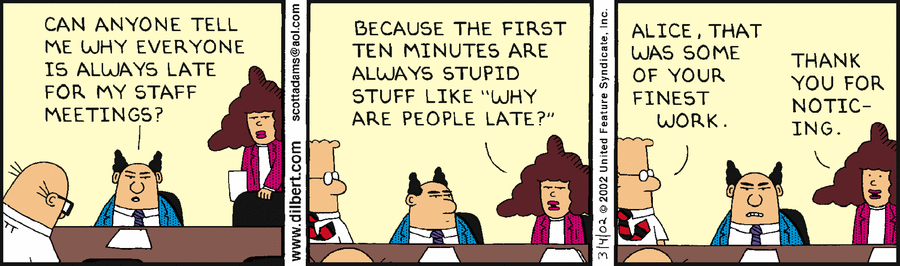 CAN ANYONE TELL
ME WHY EVERYONE
IS ALWAYS LATE
FOR MY STAFF
MEETINGS?
www.dilbert.com scottadams@aol.com
BECAUSE THE FIRST
TEN MINUTES ARE
ALWAYS STUPID
STUFF LIKE "WHY
ARE PEOPLE LATE?"
3/4/02 © 2002 United Feature Syndicate, Inc.
ALICE, THAT
WAS SOME
OF YOUR
FINEST
WORK.
THANK
YOU FOR
NOTIC-
ING.